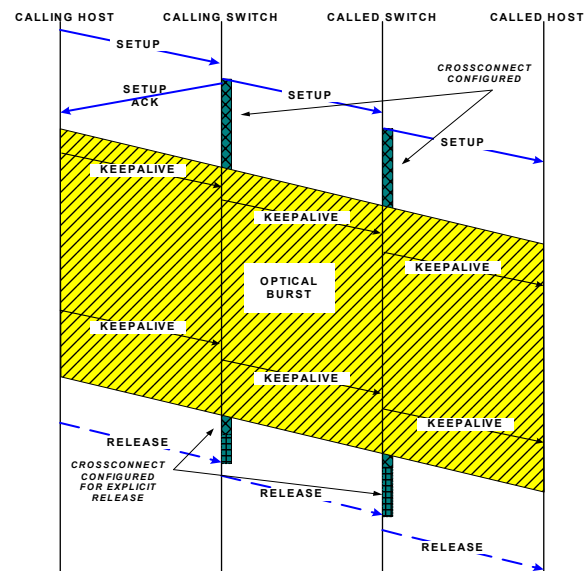 CALLING HOST
CALLING SWITCH
CALLED SWITCH
CALLED HOST
SETUP
CROSSCONNECT
CONFIGURED
SETUP
ACK
SETUP
SETUP
KEEPALIVE
KEEPALIVE
KEEPALIVE
OPTICAL
BURST
KEEPALIVE
KEEPALIVE
KEEPALIVE
RELEASE
CROSSCONNECT
CONFIGURED
FOR EXPLICIT
RELEASE
RELEASE
RELEASE